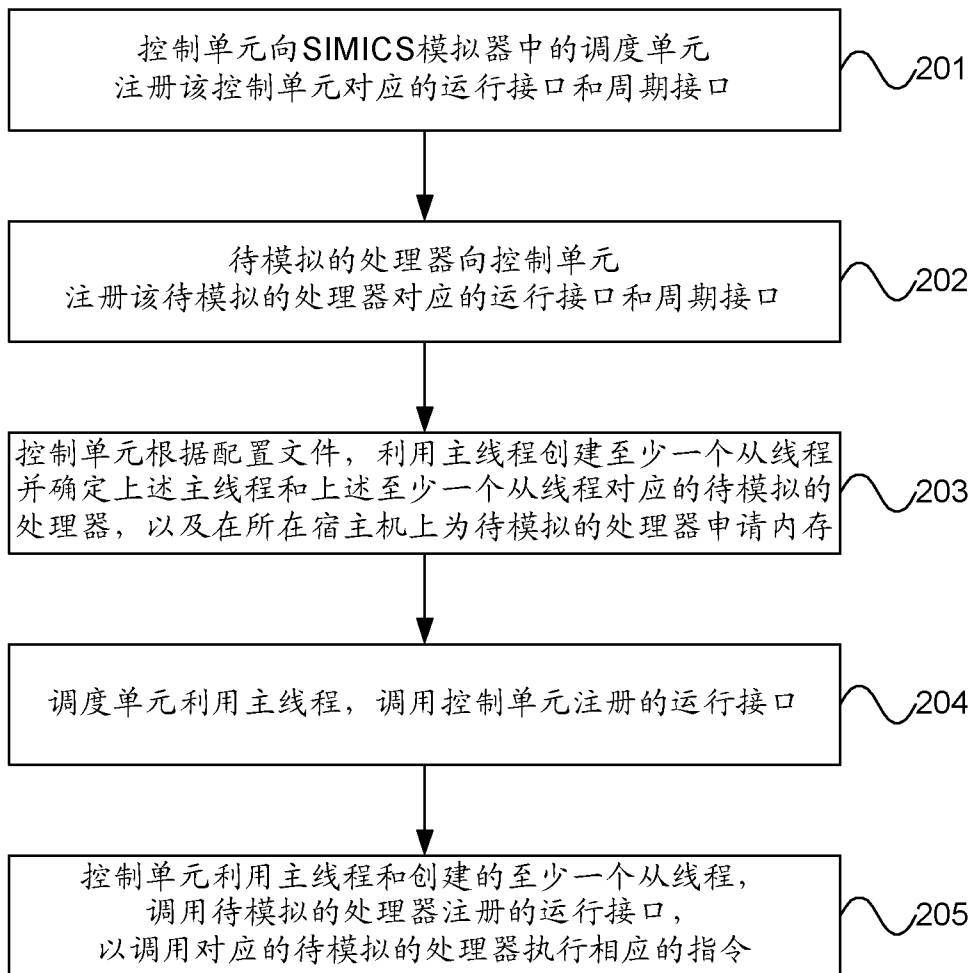 控制单元向SIMICS模拟器中的调度单元
注册该控制单元对应的运行接口和周期接口
201
待模拟的处理器向控制单元
注册该待模拟的处理器对应的运行接口和周期接口
202
控制单元根据配置文件，利用主线程创建至少一个从线程
并确定上述主线程和上述至少一个从线程对应的待模拟的
处理器，以及在所在宿主机上为待模拟的处理器申请内存
203
调度单元利用主线程，调用控制单元注册的运行接口
204
控制单元利用主线程和创建的至少一个从线程，
调用待模拟的处理器注册的运行接口，
以调用对应的待模拟的处理器执行相应的指令
205